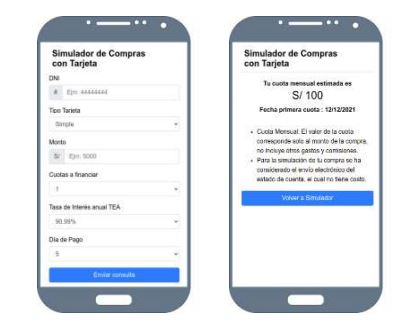 Simulador de Compras
con Tarjeta
DNI
# Ejm: 44444444
Tipo Tarjeta
Simple
Monto
S/ Ejm: 5000
Cuotas a financiar
1
Tasa de Interés anual TEA
90.99%
Día de Pago
5
Enviar consulta
Simulador de Compras
con Tarjeta
Tu cuota mensual estimada es
S/ 100
Fecha primera cuota : 12/12/2021
• Cuota Mensual: El valor de la cuota
corresponde solo al monto de la compra,
no incluye otros gastos y comisiones.
• Para la simulación de tu compra se ha
considerado el envío electrónico del
estado de cuenta, el cual no tiene costo.
Volver a Simulador